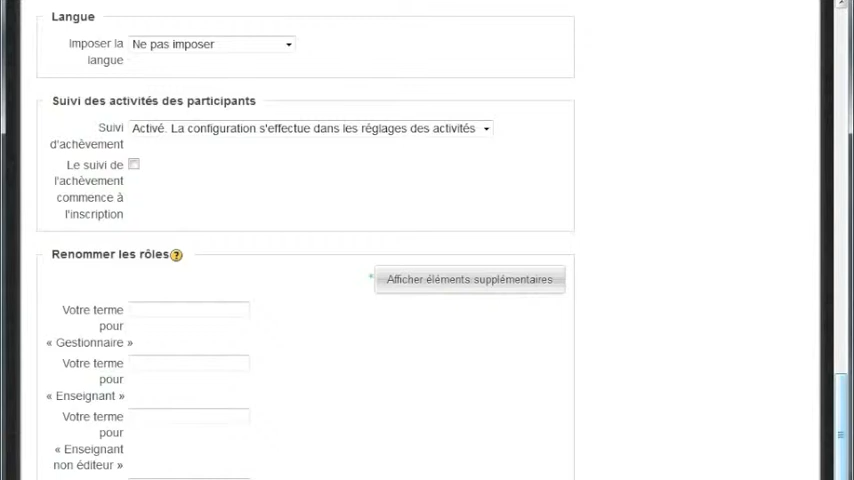 Langue
Imposer la Ne pas imposer
langue
Suivi des activités des participants
Suivi Activé. La configuration s'effectue dans les réglages des activités
d'achèvement
Le suivi de
l'achèvement
commence à
l'inscription
Renommer les rôles
* Afficher éléments supplémentaires
Votre terme
pour
« Gestionnaire »
Votre terme
pour
« Enseignant »
Votre terme
pour
« Enseignant
non éditeur »